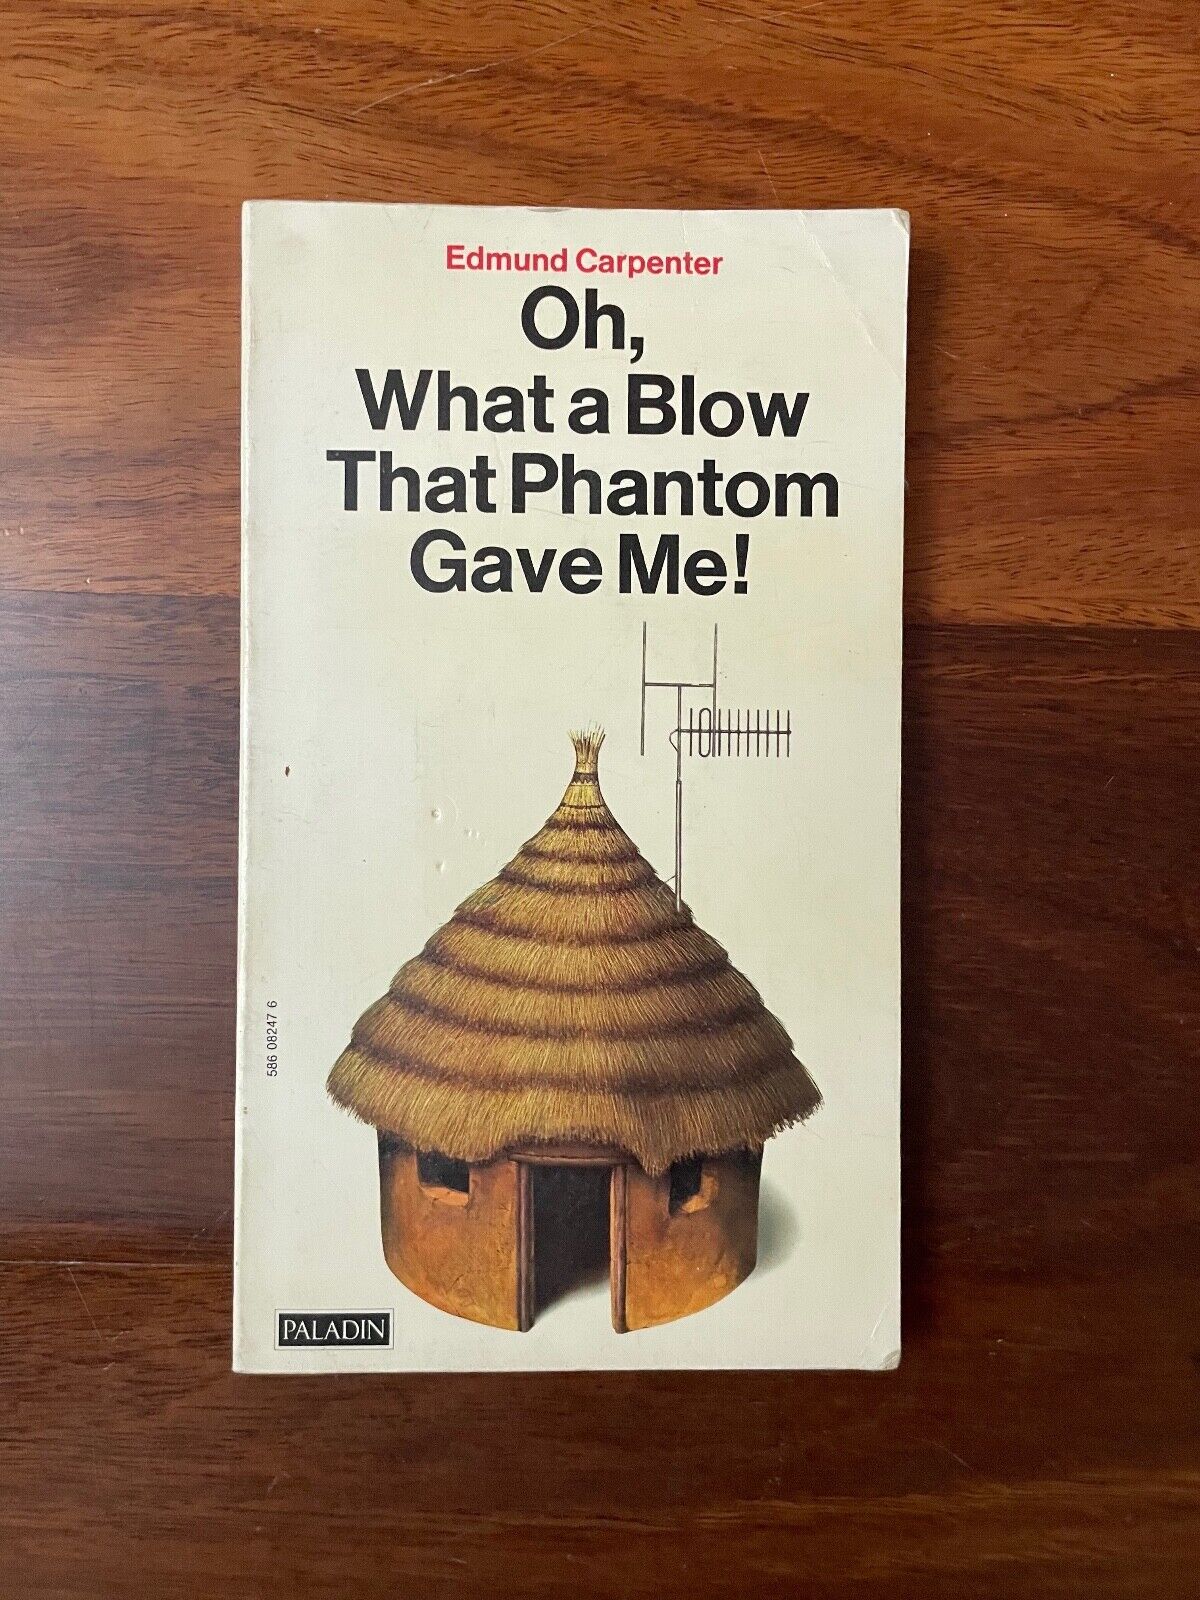 Edmund Carpenter
Oh,
What a Blow
That Phantom
Gave Me!
586 08247 6
PALADIN